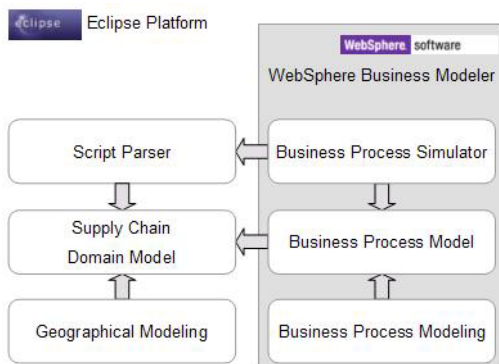 eclipse Eclipse Platform
WebSphere software
WebSphere Business Modeler
Script Parser
Business Process Simulator
Supply Chain
Domain Model
Business Process Model
Geographical Modeling
Business Process Modeling